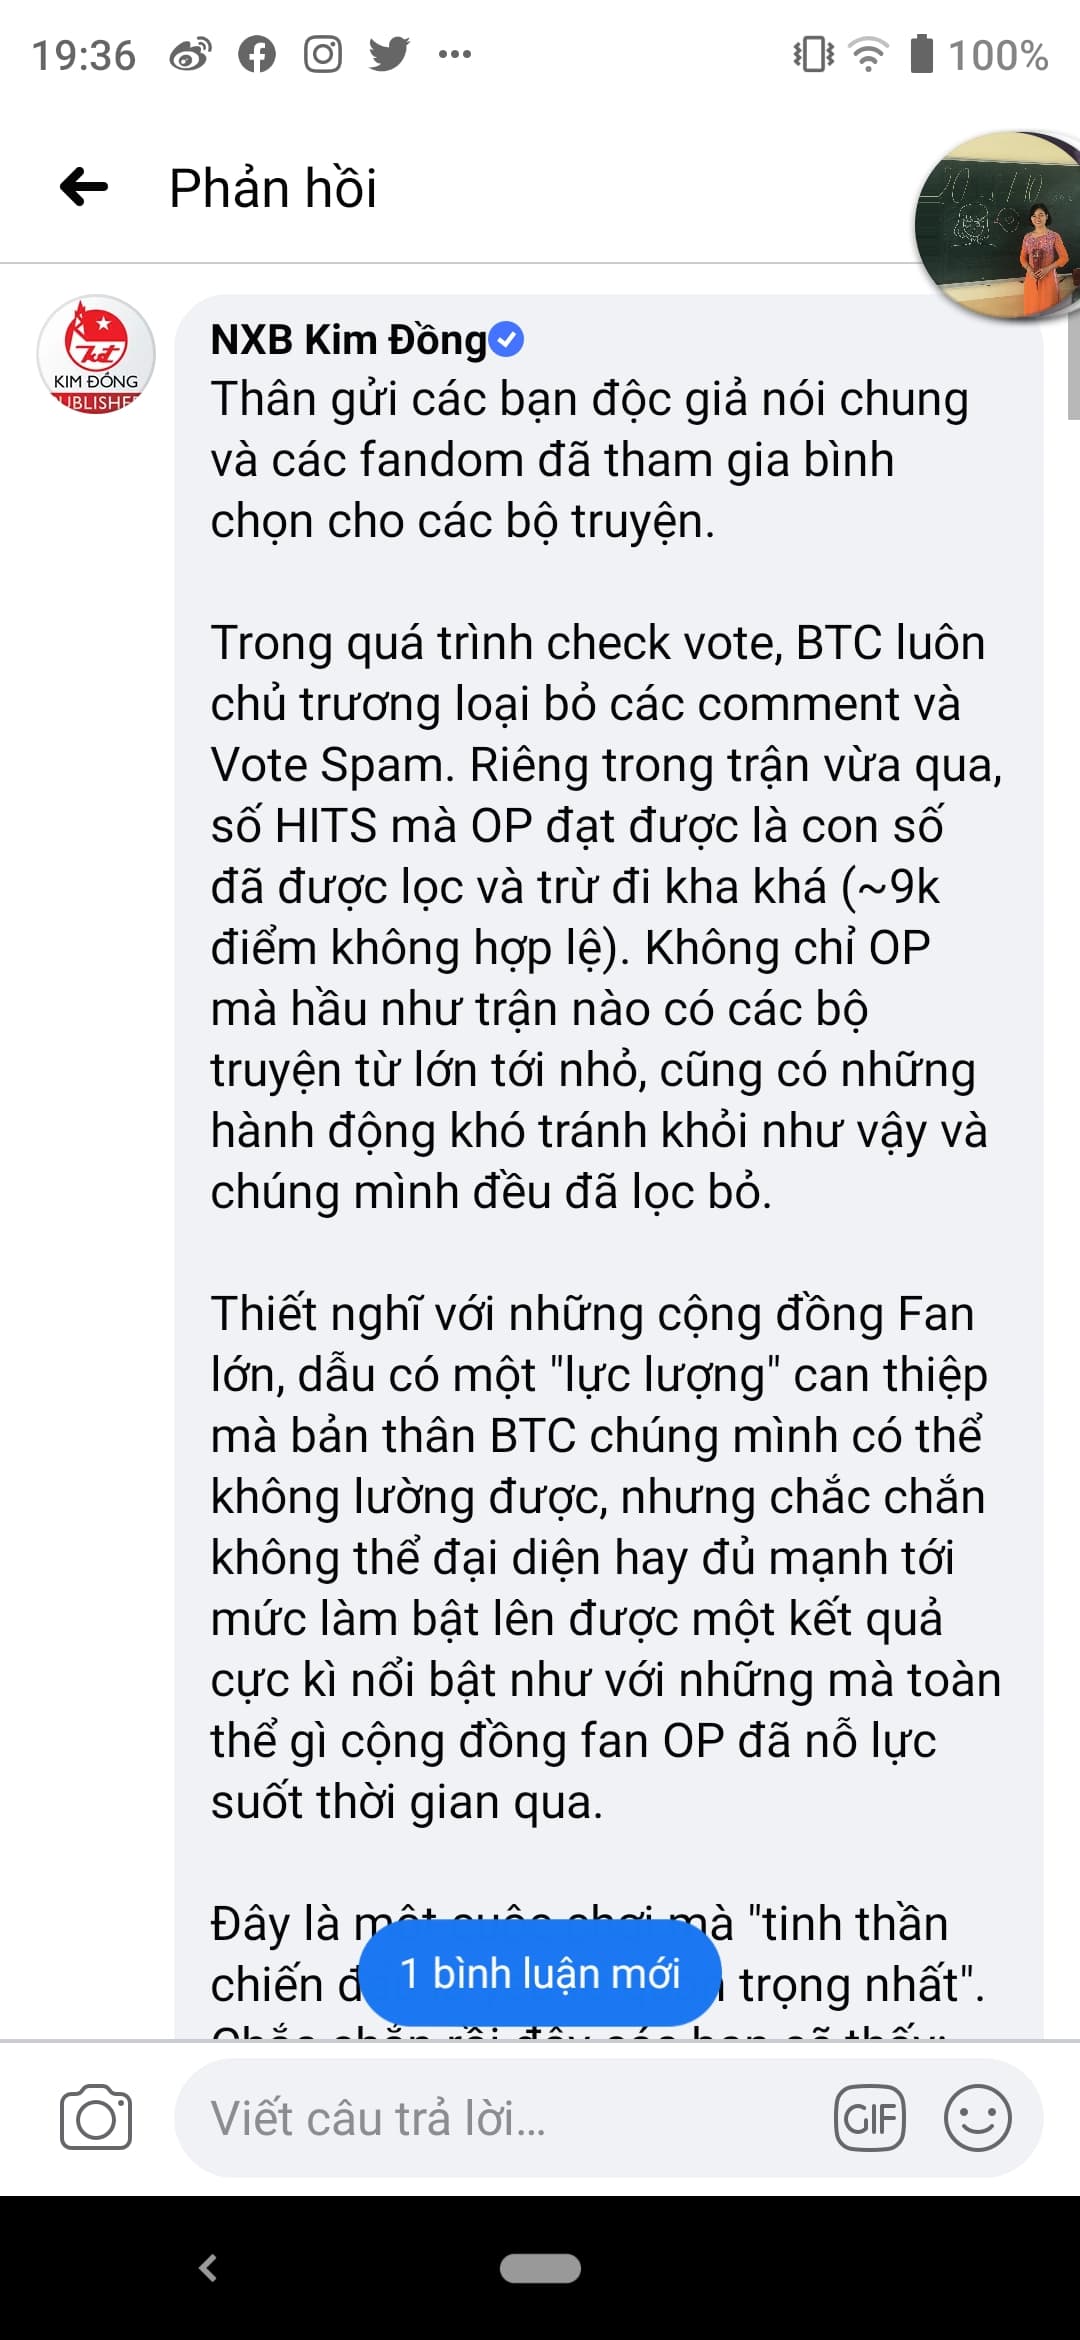 19:36
100%
Phản hồi
KIM ĐỒNG
NXB Kim Đồng
Thân gửi các bạn độc giả nói chung
và các fandom đã tham gia bình
chọn cho các bộ truyện.
Trong quá trình check vote, BTC luôn
chủ trương loại bỏ các comment và
Vote Spam. Riêng trong trận vừa qua,
số HITS mà OP đạt được là con số
đã được lọc và trừ đi kha khá (~9k
điểm không hợp lệ). Không chỉ OP
mà hầu như trận nào có các bộ
truyện từ lớn tới nhỏ, cũng có những
hành động khó tránh khỏi như vậy và
chúng mình đều đã lọc bỏ.
Thiết nghĩ với những cộng đồng Fan
lớn, dẫu có một "lực lượng" can thiệp
mà bản thân BTC chúng mình có thể
không lường được, nhưng chắc chắn
không thể đại diện hay đủ mạnh tới
mức làm bật lên được một kết quả
cực kì nổi bật như với những mà toàn
thể gì cộng đồng fan OP đã nỗ lực
suốt thời gian qua.
Đây là một cuộc chơi mà "tinh thần
chiến trọng nhất".
1 bình luận mới
Viết câu trả lời...
GIF